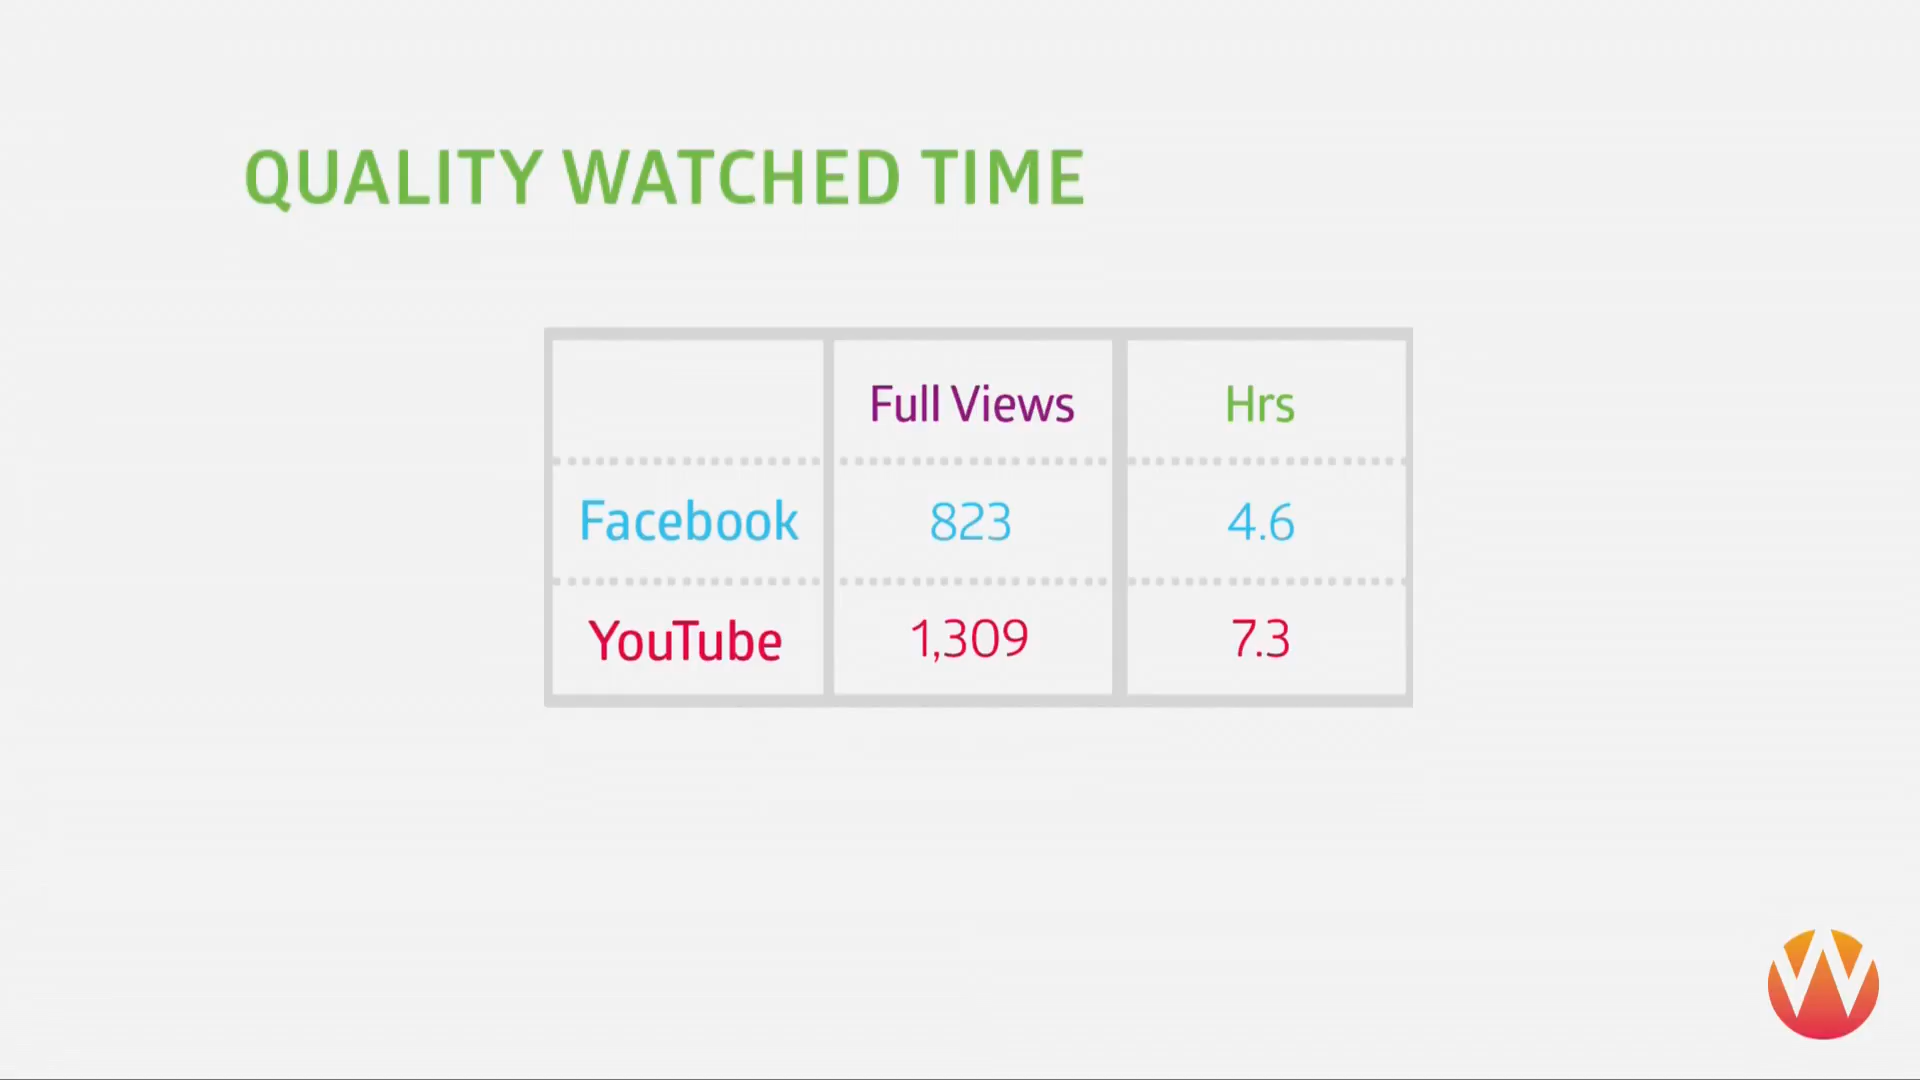 QUALITY WATCHED TIME
Full Views Hrs
Facebook 823 4.6
YouTube 1,309 7.3
W